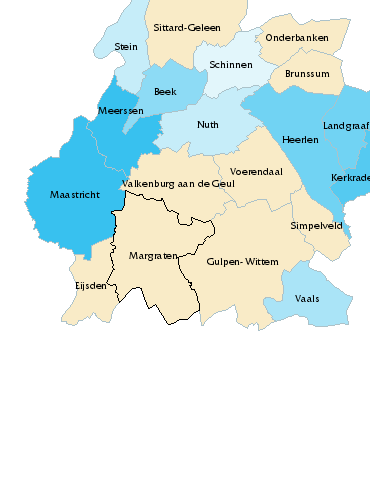 Sittard-Geleen
Onderbanken
Stein
Schinnen
Brunssum
Beek
Meerssen
Nuth
Landgraaf
Heerlen
Voerendaal
Kerkrade
Valkenburg aan de Geul
Maastricht
Simpelveld
Margraten
Gulpen- Wittem
Eijsden
Vaals